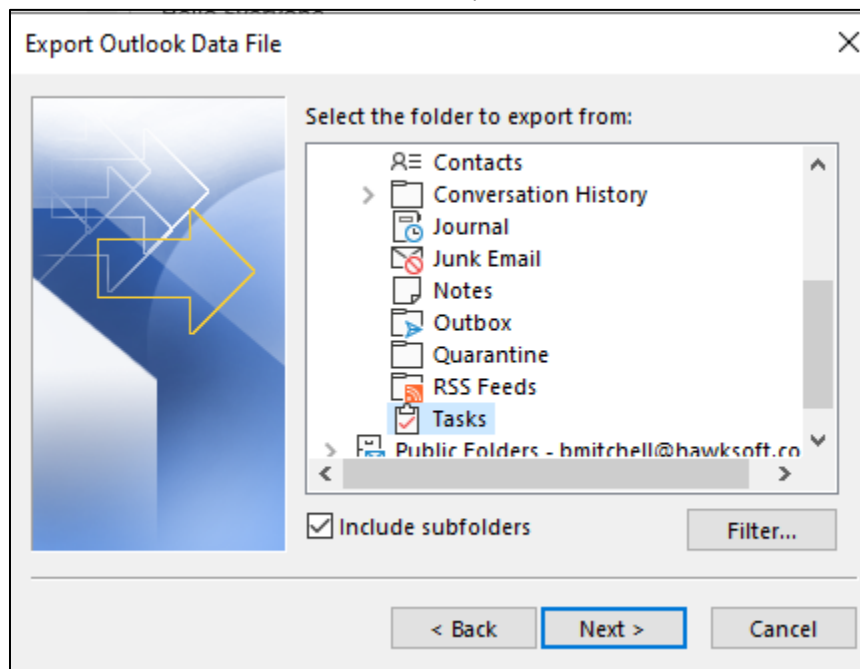 Export Outlook Data File
Select the folder to export from:
Contacts
Conversation History
Journal
Junk Email
Notes
Outbox
Quarantine
RSS Feeds
Tasks
Public Folders - bmitchell@hawksoft.co
Include subfolders
Filter...
< Back
Next >
Cancel